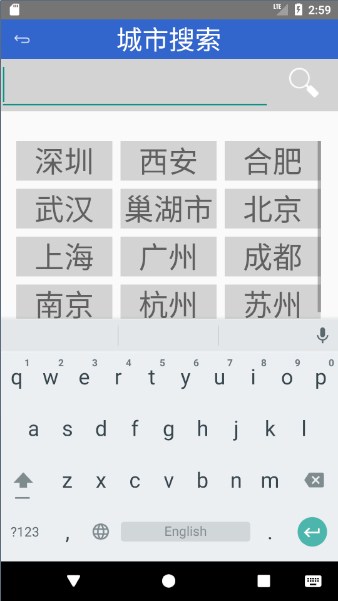 LTE 2:59
城市搜索
深圳 西安 合肥
武汉 巢湖市 北京
上海 广州 成都
南京 杭州 苏州
1 2 3 4 5 6 7 8 9 0
q w e r t y u i o p
a s d f g h j k l
z x c v b n m
?123 , English .